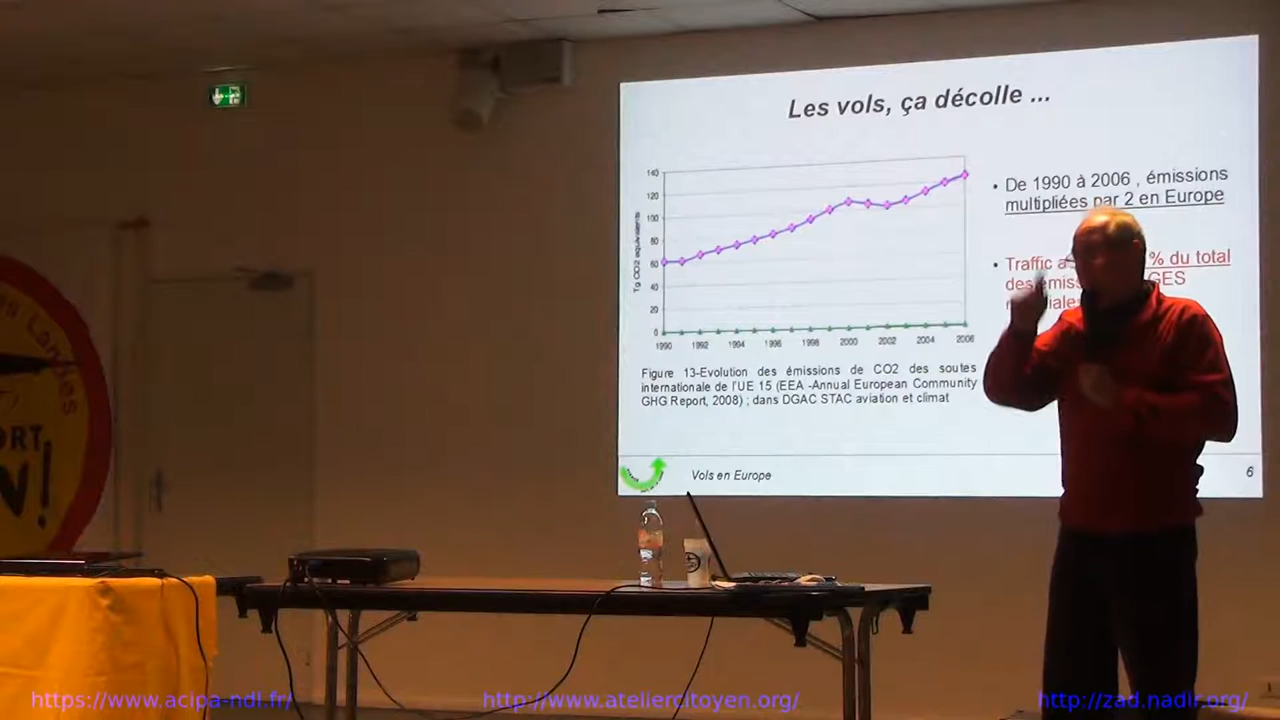 Les vols, ça décolle ...
140
120
100
80
60
40
20
0
Tg CO2 equivalents
1990 1992 1994 1996 1998 2000 2002 2004 2006
• De 1990 à 2006 , émissions
multipliées par 2 en Europe
• Traffic % du total
des GES
Figure 13-Evolution des émissions de CO2 des soutes
internationale de l'UE 15 (EEA -Annual European Community
GHG Report, 2008) ; dans DGAC STAC aviation et climat
Vols en Europe
6
Landes
https://www.acipa-ndl.fr/
http://www.ateliercitoyen.org/
http://zad.nadir.org/